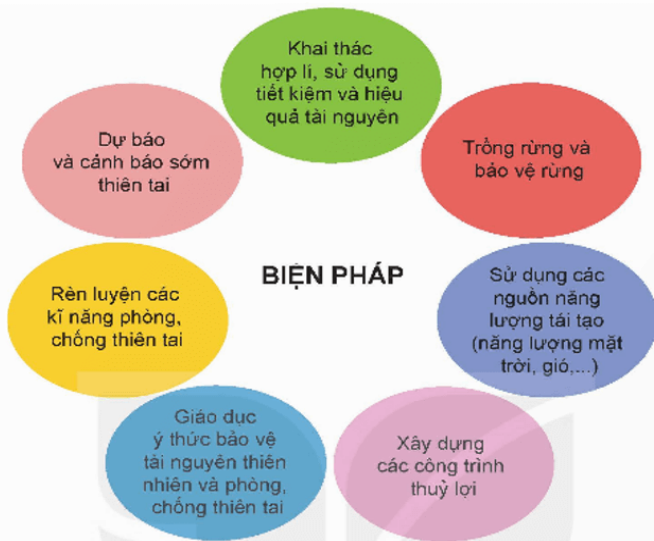 Khai thác
hợp lí, sử dụng
tiết kiệm và hiệu
quả tài nguyên
Dự báo
và cảnh báo sớm
thiên tai
Trồng rừng và
bảo vệ rừng
BIỆN PHÁP
Rèn luyện các
kĩ năng phòng,
chống thiên tai
Sử dụng các
nguồn năng
lượng tái tạo
(năng lượng mặt
trời, gió,...)
Giáo dục
ý thức bảo vệ
tài nguyên thiên
nhiên và phòng,
chống thiên tai
Xây dựng
các công trình
thuỷ lợi